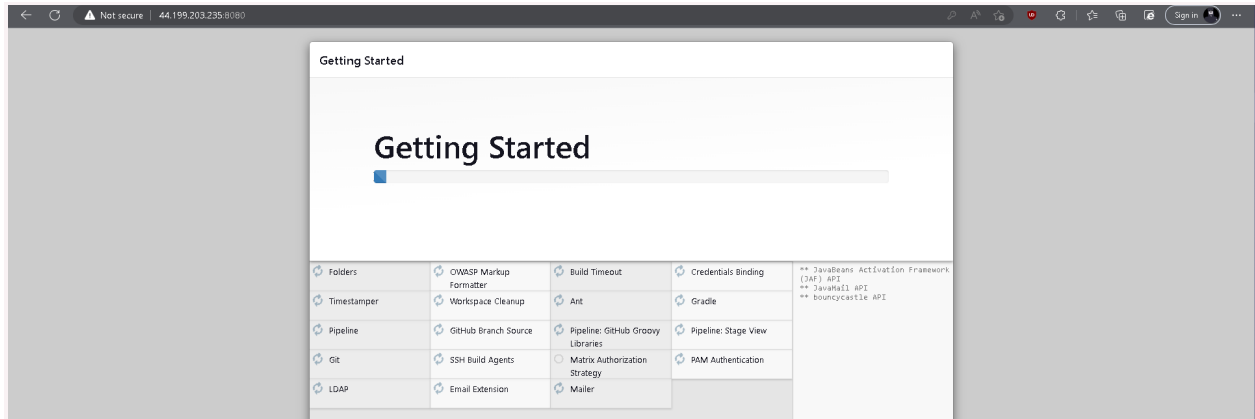 Not secure
44.199.203.235:8080
Sign in
Getting Started
Getting Started
Folders
OWASP Markup
Formatter
Build Timeout
Credentials Binding
** JavaBeans Activation Framework
(JAF) API
** JavaMail API
** bouncycastle API
Timestamper
Workspace Cleanup
Ant
Gradle
Pipeline
GitHub Branch Source
Pipeline: GitHub Groovy
Libraries
Pipeline: Stage View
Git
SSH Build Agents
Matrix Authorization
Strategy
PAM Authentication
LDAP
Email Extension
Mailer